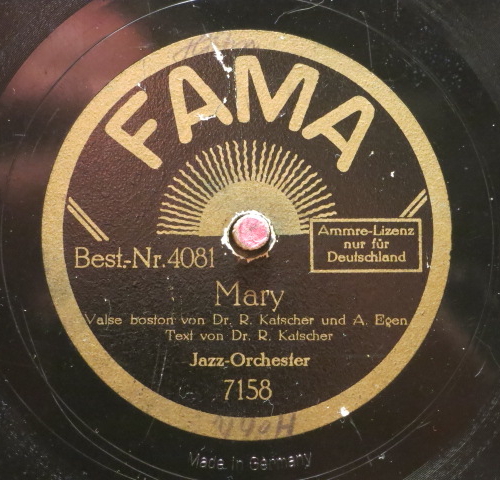 FAMA
Best.-Nr. 4081
Ammre-Lizenz
nur für
Deutschland
Mary
Valse boston von Dr. R. Katscher und A. Egen
Text von Dr. R. Katscher
Jazz-Orchester
7158
Made in Germany